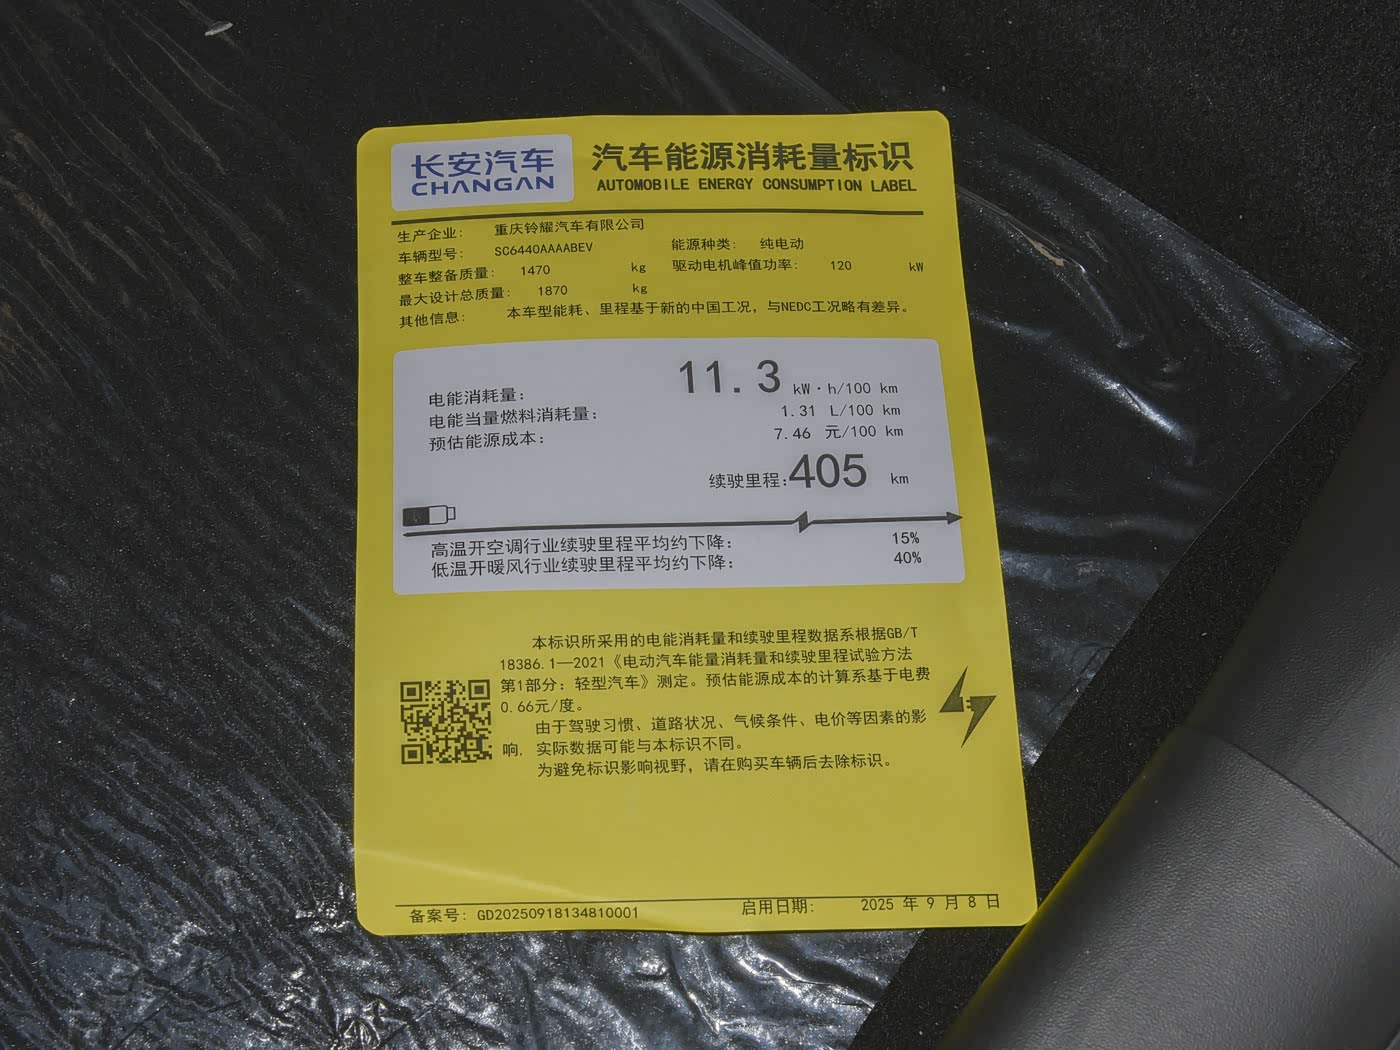 长安汽车
CHANGAN
汽车能源消耗量标识
AUTOMOBILE ENERGY CONSUMPTION LABEL
生产企业: 重庆铃耀汽车有限公司
车辆型号: SC6440AAAABEV 能源种类: 纯电动
整车整备质量: 1470 kg 驱动电机峰值功率: 120 kW
最大设计总质量: 1870 kg
其他信息: 本车型能耗、里程基于新的中国工况，与NEDC工况略有差异。
电能消耗量: 11.3 kW·h/100 km
电能当量燃料消耗量: 1.31 L/100 km
预估能源成本: 7.46 元/100 km
续驶里程:405 km
高温开空调行业续驶里程平均约下降: 15%
低温开暖风行业续驶里程平均约下降: 40%
本标识所采用的电能消耗量和续驶里程数据系根据GB/T
18386.1—2021《电动汽车能量消耗量和续驶里程试验方法
第1部分：轻型汽车》测定。预估能源成本的计算系基于电费
0.66元/度。
由于驾驶习惯、道路状况、气候条件、电价等因素的影
响，实际数据可能与本标识不同。
为避免标识影响视野，请在购买车辆后去除标识。
备案号: GD20250918134810001 启用日期: 2025 年 9 月 8 日